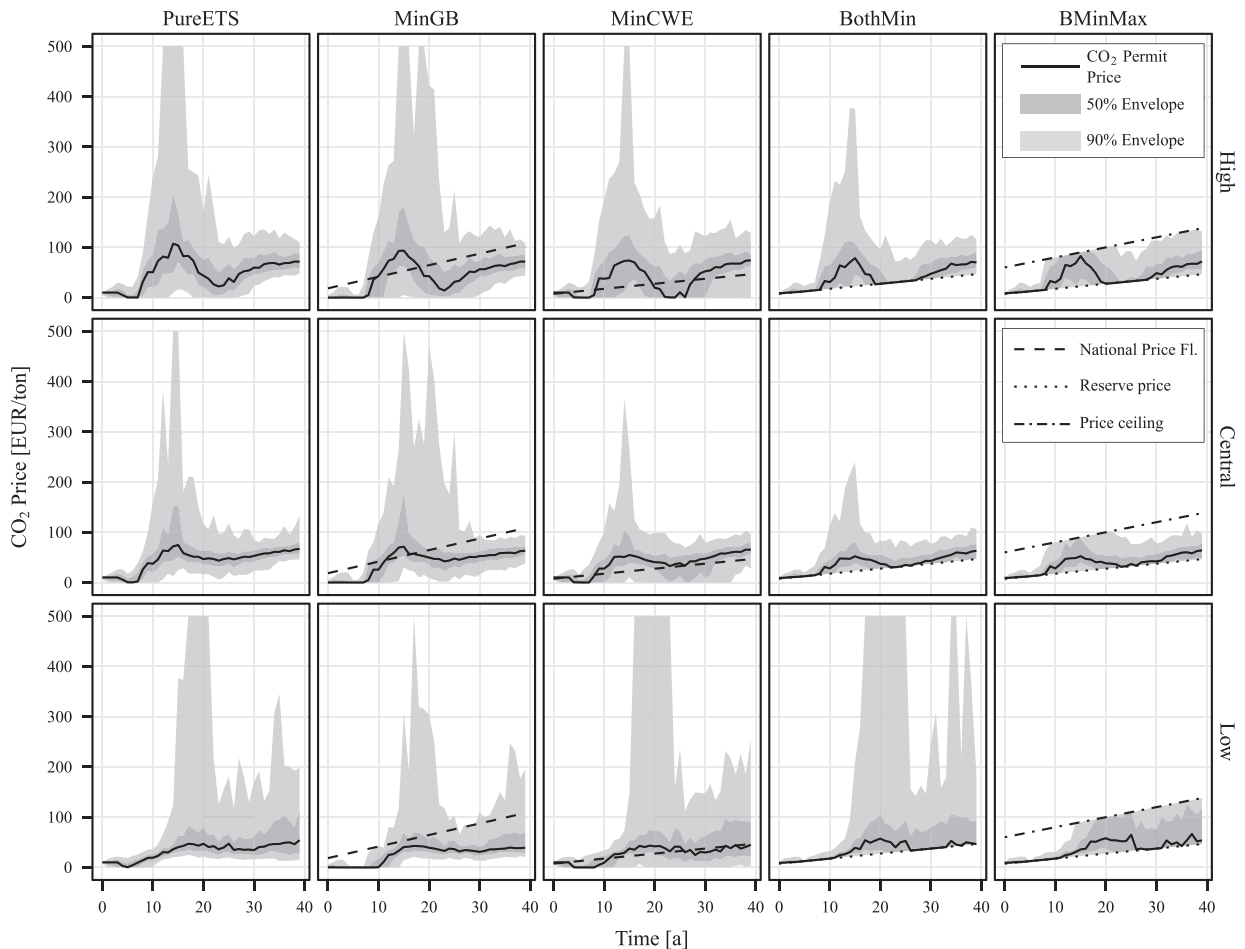 PureETS MinGB MinCWE BothMin BMinMax
500
400
300
200
100
0
CO₂ Permit
Price
50% Envelope
90% Envelope
High
500
400
300
200
100
0
National Price Fl.
Reserve price
Price ceiling
Central
CO₂ Price [EUR/ton]
500
400
300
200
100
0
Low
0 10 20 30 40 0 10 20 30 40 0 10 20 30 40 0 10 20 30 40 0 10 20 30 40
Time [a]